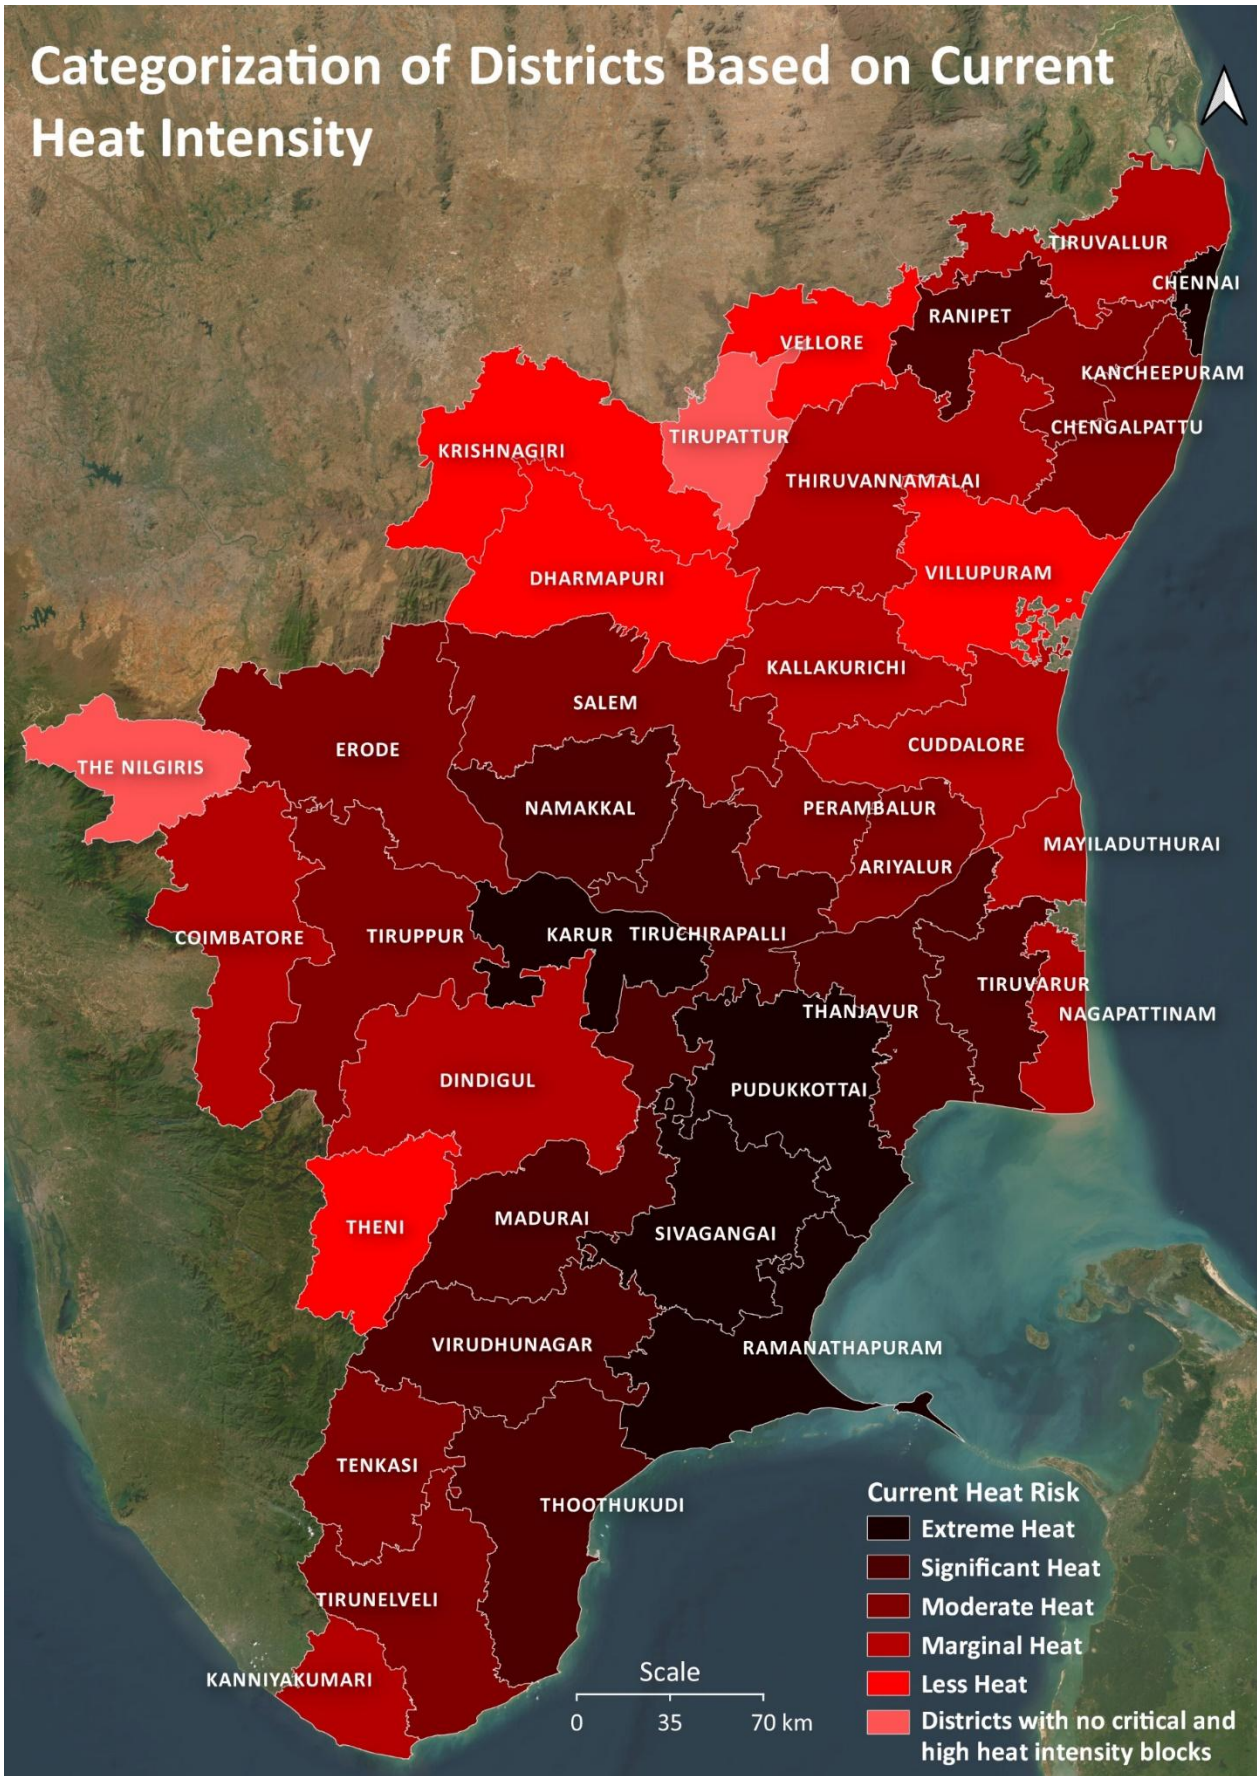 Categorization of Districts Based on Current
Heat Intensity
TIRUVALLUR
CHENNAI
RANIPET
VELLORE
KANCHEEPURAM
CHENGALPATTU
TIRUPATTUR
KRISHNAGIRI
THIRUVANNAMALAI
VILLUPURAM
DHARMAPURI
KALLAKURICHI
SALEM
CUDDALORE
ERODE
THE NILGIRIS
NAMAKKAL
PERAMBALUR
MAYILADUTHURAI
ARIYALUR
COIMBATORE
TIRUPPUR
KARUR
TIRUCHIRAPALLI
TIRUVARUR
THANJAVUR
NAGAPATTINAM
DINDIGUL
PUDUKKOTTAI
MADURAI
THENI
SIVAGANGAI
VIRUDHUNAGAR
RAMANATHAPURAM
TENKASI
THOOTHUKUDI
TIRUNELVELI
KANNIYAKUMARI
Scale
0 35 70 km
Current Heat Risk
Extreme Heat
Significant Heat
Moderate Heat
Marginal Heat
Less Heat
Districts with no critical and
high heat intensity blocks